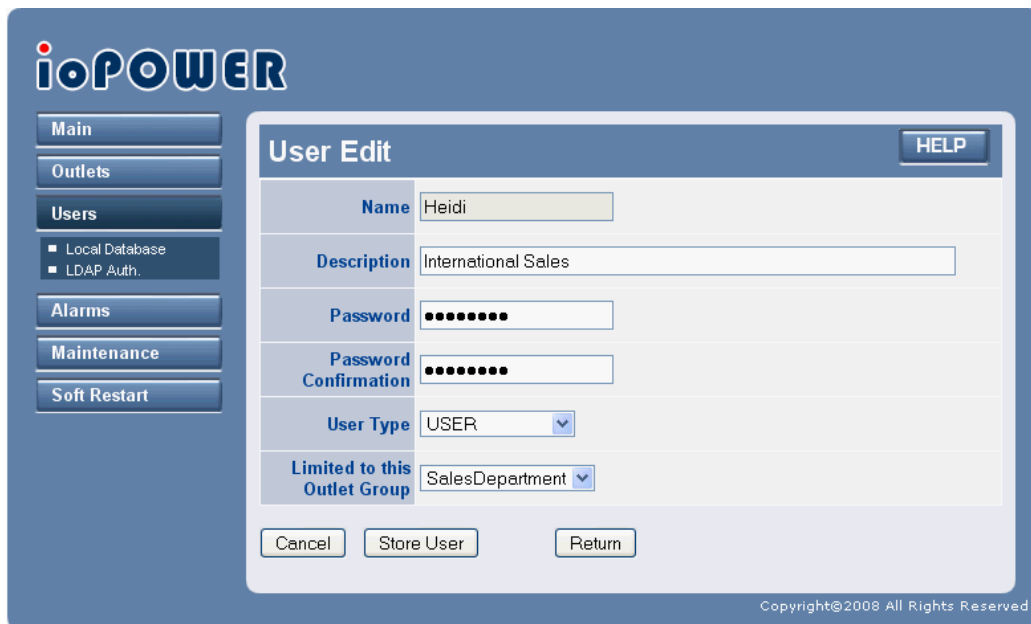 ioPOWER
Main
Outlets
Users
Local Database
LDAP Auth.
Alarms
Maintenance
Soft Restart
User Edit
HELP
Name
Heidi
Description
International Sales
Password
••••••••
Password
Confirmation
••••••••
User Type
USER
Limited to this
Outlet Group
SalesDepartment
Cancel
Store User
Return
Copyright©2008 All Rights Reserved